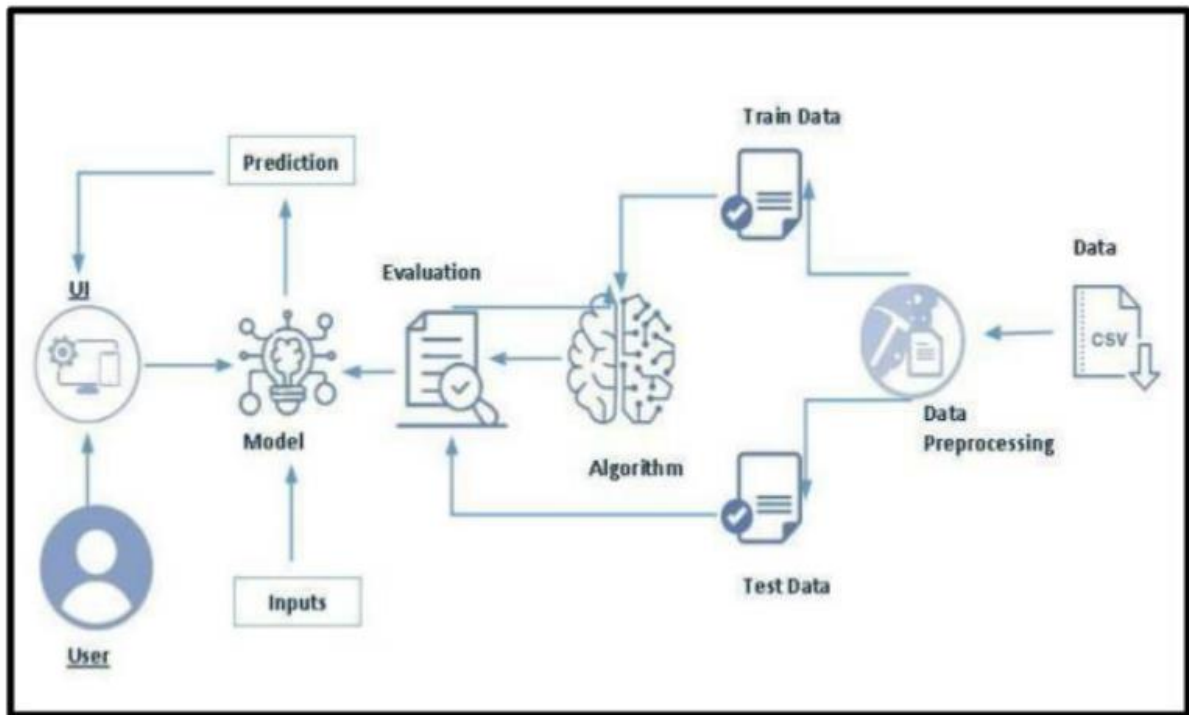 Train Data
Prediction
Data
Evaluation
UI
CSV
Model
Data
Preprocessing
Algorithm
Inputs
Test Data
User